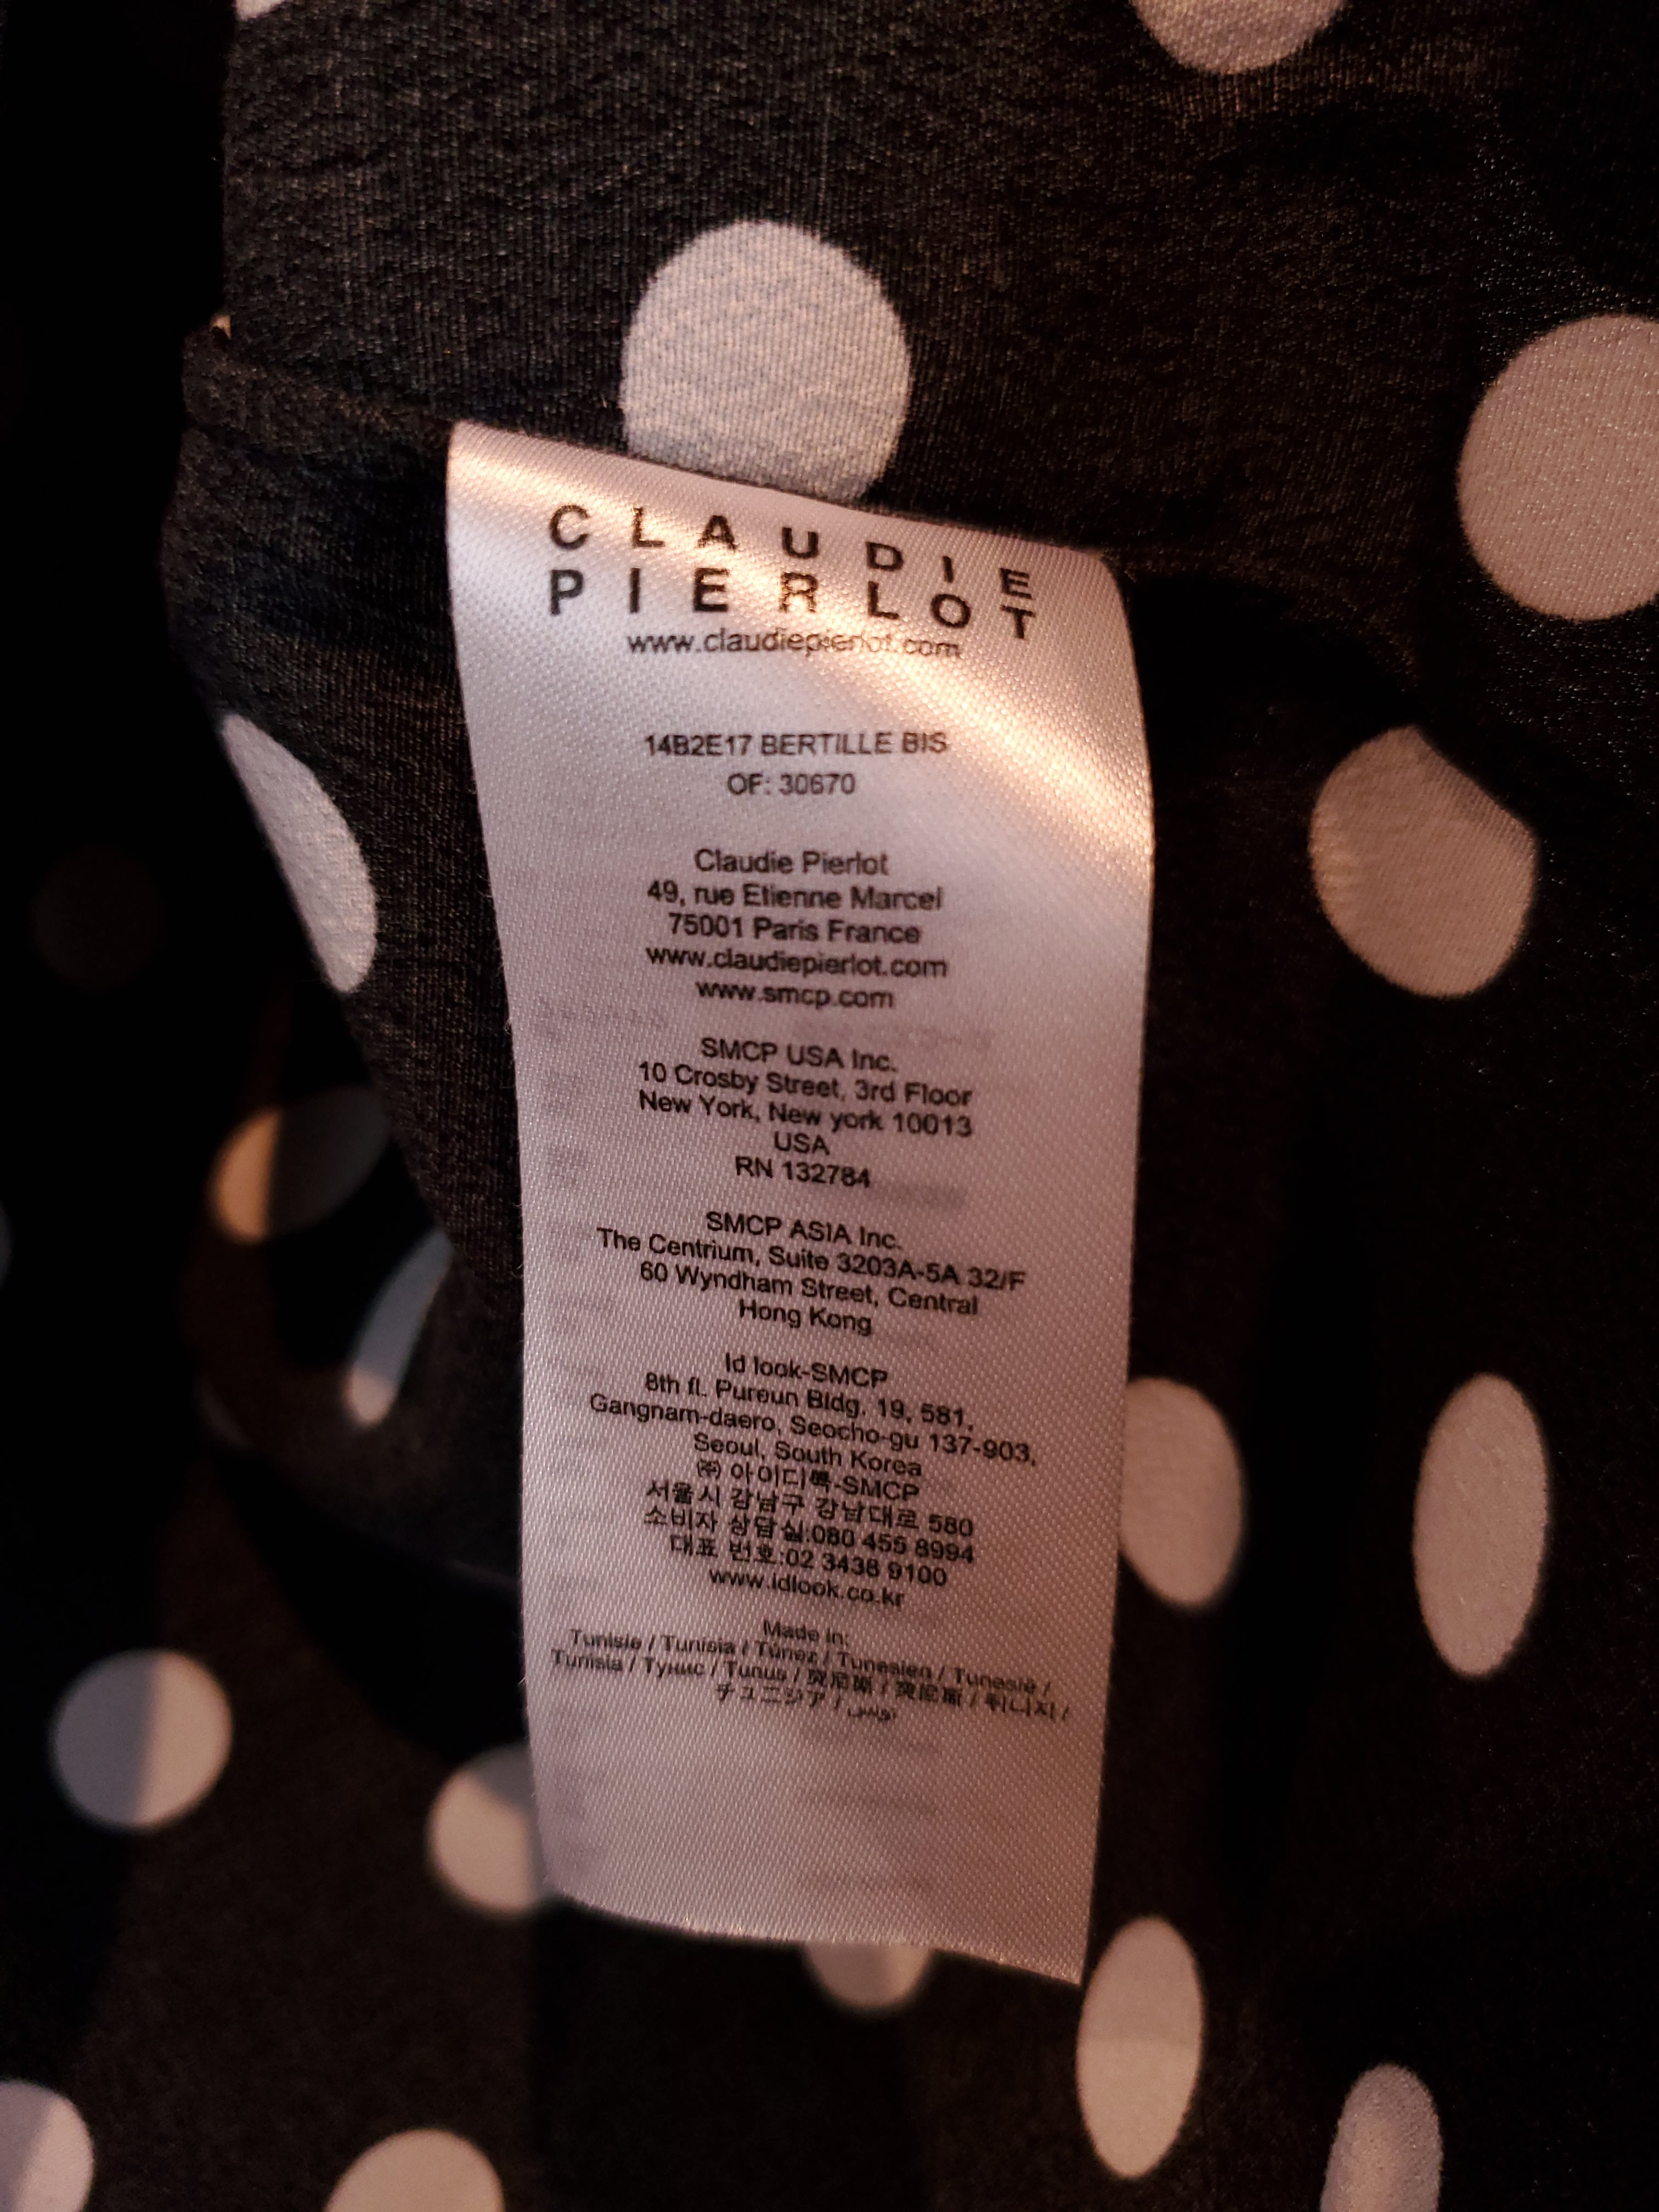 CLAUDIE
PIERLOT
www.claudiepierlot.com
14B2E17 BERTILLE BIS
OF: 30670
Claudie Pierlot
49, rue Etienne Marcel
75001 Paris France
www.claudiepierlot.com
www.smcp.com
SMCP USA Inc.
10 Crosby Street, 3rd Floor
New York, New york 10013
USA
RN 132784
SMCP ASIA Inc.
The Centrium, Suite 3203A-5A 32/F
60 Wyndham Street, Central
Hong Kong
Id look-SMCP
8th fl. Pureun Bldg. 19, 581,
Gangnam-daero, Seocho-gu 137-903,
Seoul, South Korea
㈜ 아이디룩-SMCP
서울시 강남구 강남대로 580
소비자 상담실:080 455 8994
대표 번호:02 3438 9100
www.idlook.co.kr
Made in:
Tunisie / Tunisia / Túnez / Tunesien / Tunesië /
Tunisia / Тунис / Tunus / 突尼斯 / 突尼斯 / 튀니지 /
チュニジア / تونس